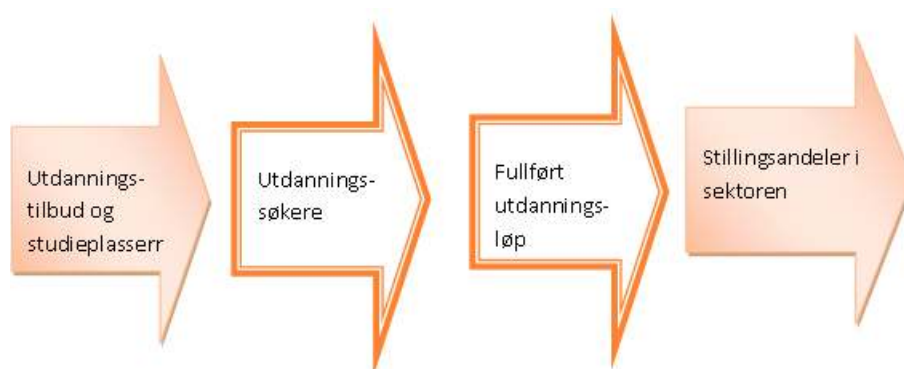 Utdannings-
tilbud og
studieplasserr
Utdannings-
søkere
Fullført
utdannings-
løp
Stillingsandeler i
sektoren